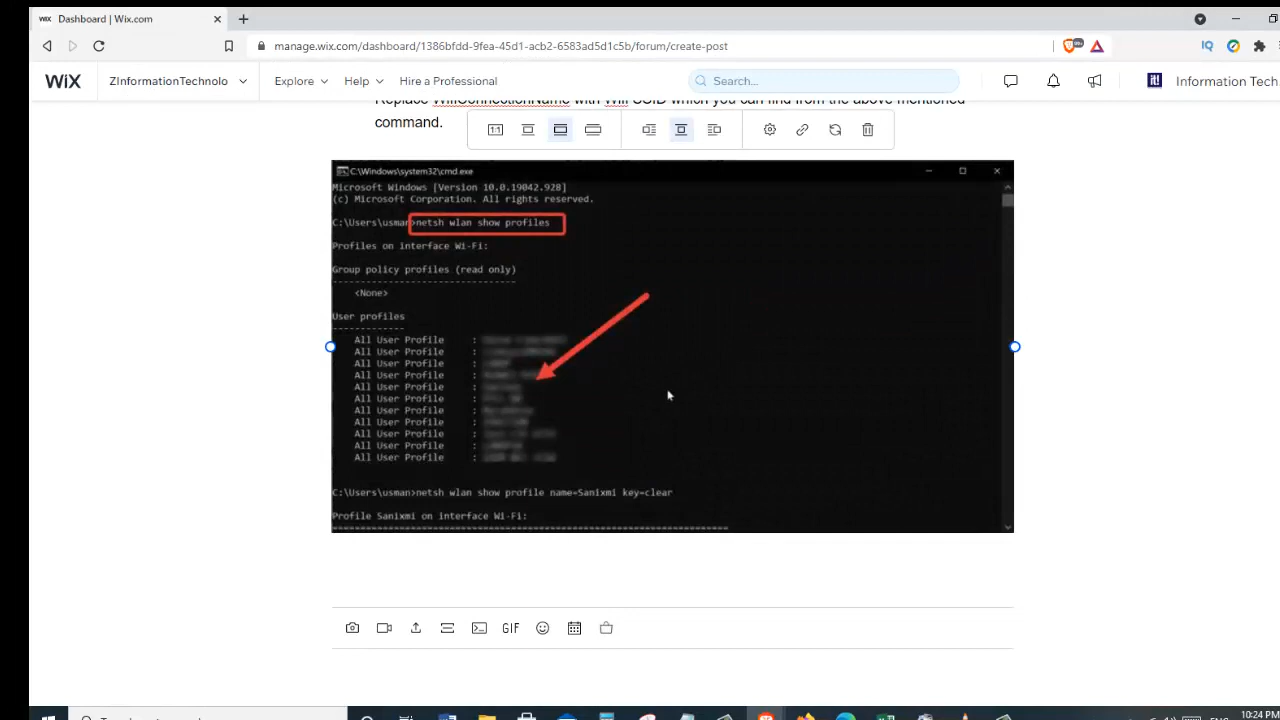 WiX Dashboard | Wix.com
manage.wix.com/dashboard/1386bfdd-9fea-45d1-acb2-6583ad5d1c5b/forum/create-post
99+
IQ
WiX
ZInformationTechnolo
Explore
Help
Hire a Professional
Search...
it!
Information Tech
Replace WifiConnectionName with Wifi SSID which you can find from the above mentioned
command.
1:1
C:\Windows\system32\cmd.exe
Microsoft Windows [Version 10.0.19042.928]
(c) Microsoft Corporation. All rights reserved.
C:\Users\usman>netsh wlan show profiles
Profiles on interface Wi-Fi:
Group policy profiles (read only)
---------------------------------
<None>
User profiles
-------------
All User Profile :
All User Profile :
All User Profile :
All User Profile :
All User Profile :
All User Profile :
All User Profile :
All User Profile :
All User Profile :
All User Profile :
All User Profile :
C:\Users\usman>netsh wlan show profile name=Sanixmi key=clear
Profile Sanixmi on interface Wi-Fi:
=======================================================================
GIF
10:24 PM